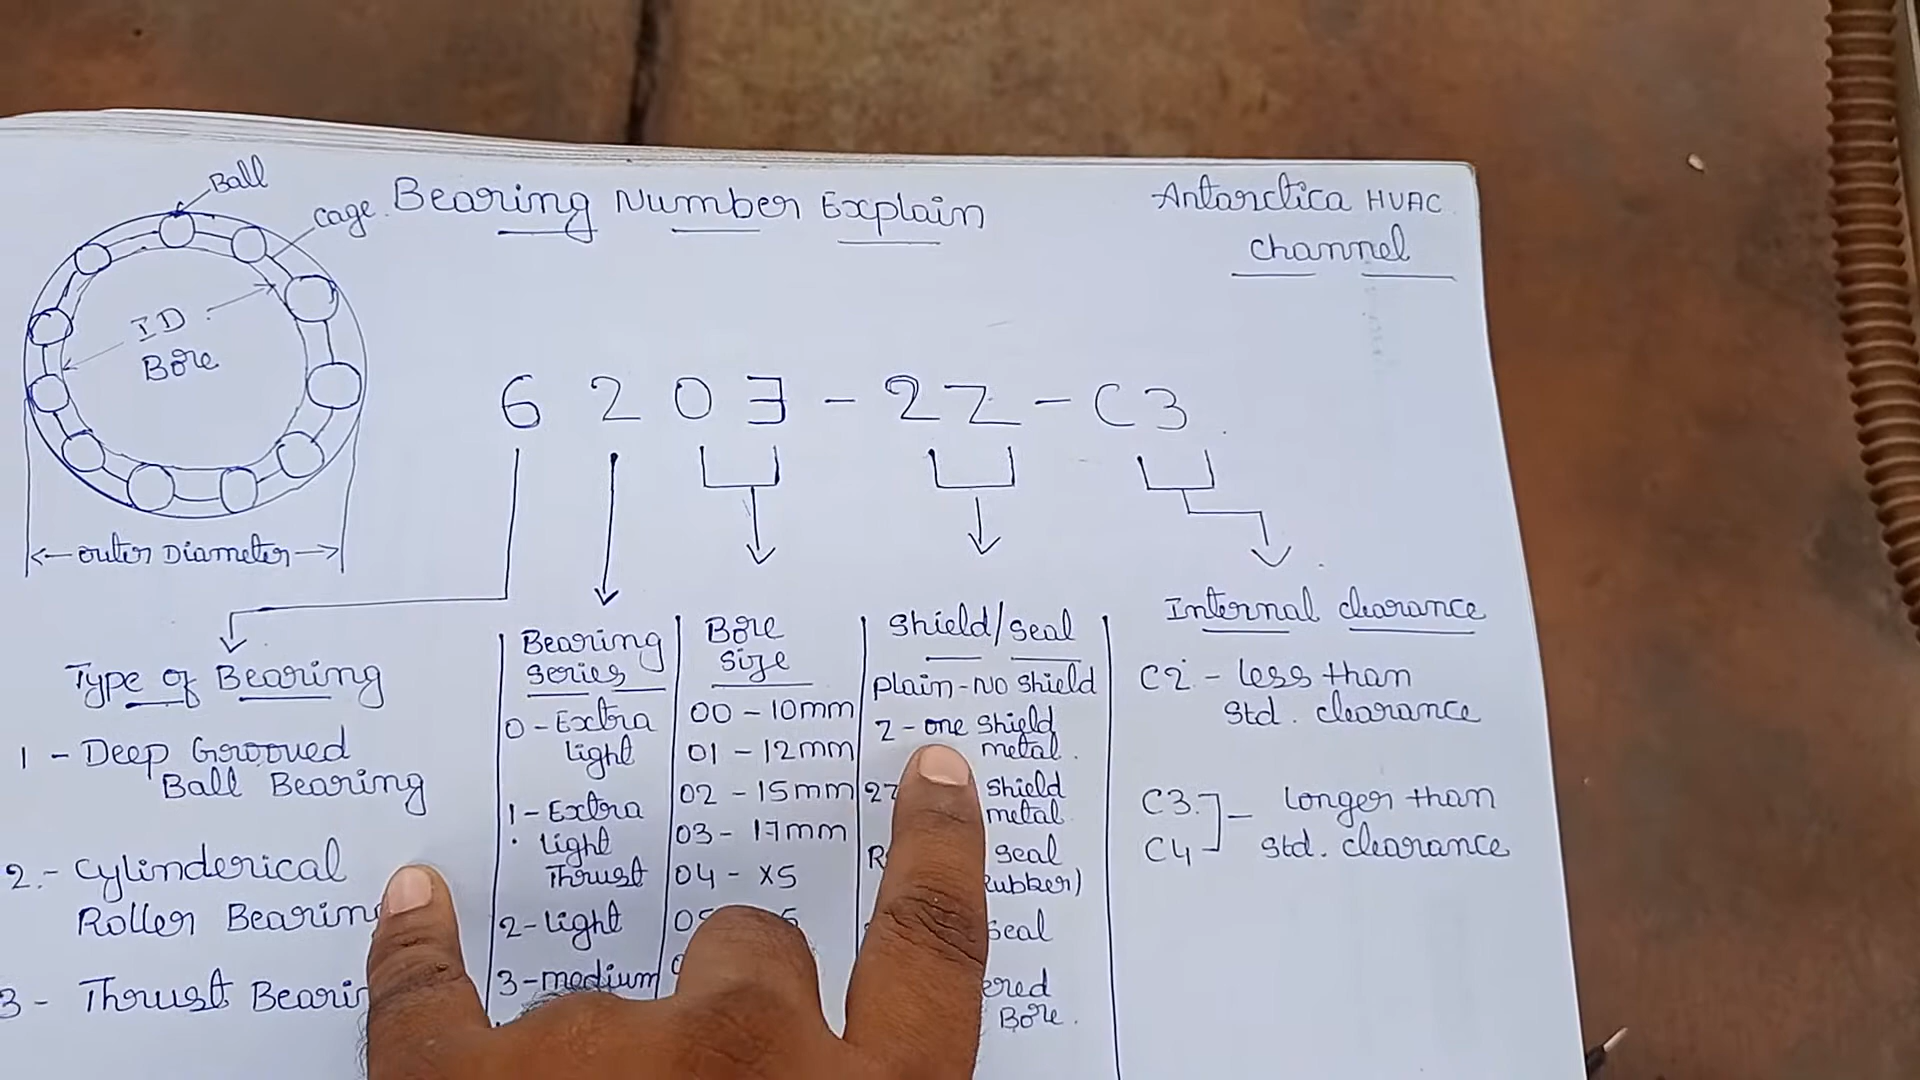 Ball
cage
Bearing Number Explain
Antarctica HVAC
channel
ID
Bore
6203-2Z-C3
outer Diameter
Type of Bearing
1 - Deep Grooved
Ball Bearing
2.- Cylinderical
Roller Bearing
3 - Thrust
Bearing
series
0-Extra
light
1-Extra
light
Thrust
2-light
3-medium
Bore
Size
00-10mm
01-12mm
02-15mm
03-17mm
04-X5
Shield/Seal
Plain-No Shield
Z-one Shield
metal.
Shield
metal.
Seal
Seal
Bore.
Internal clearance
C2-less than
Std. clearance
C3
C4
longer than
Std. clearance